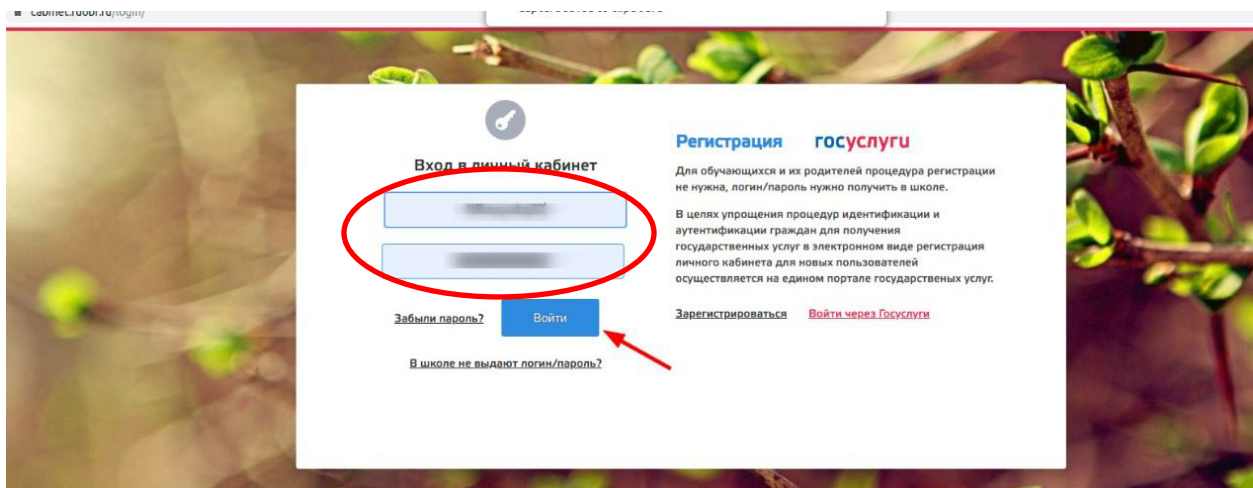 cabinet.ruobr.ru/login/
Вход в личный кабинет
Забыли пароль?
Войти
В школе не выдают логин/пароль?
Регистрация госуслуги
Для обучающихся и их родителей процедура регистрации
не нужна, логин/пароль нужно получить в школе.
В целях упрощения процедур идентификации и
аутентификации граждан для получения
государственных услуг в электронном виде регистрация
личного кабинета для новых пользователей
осуществляется на едином портале государственых услуг.
Зарегистрироваться Войти через Госуслуги